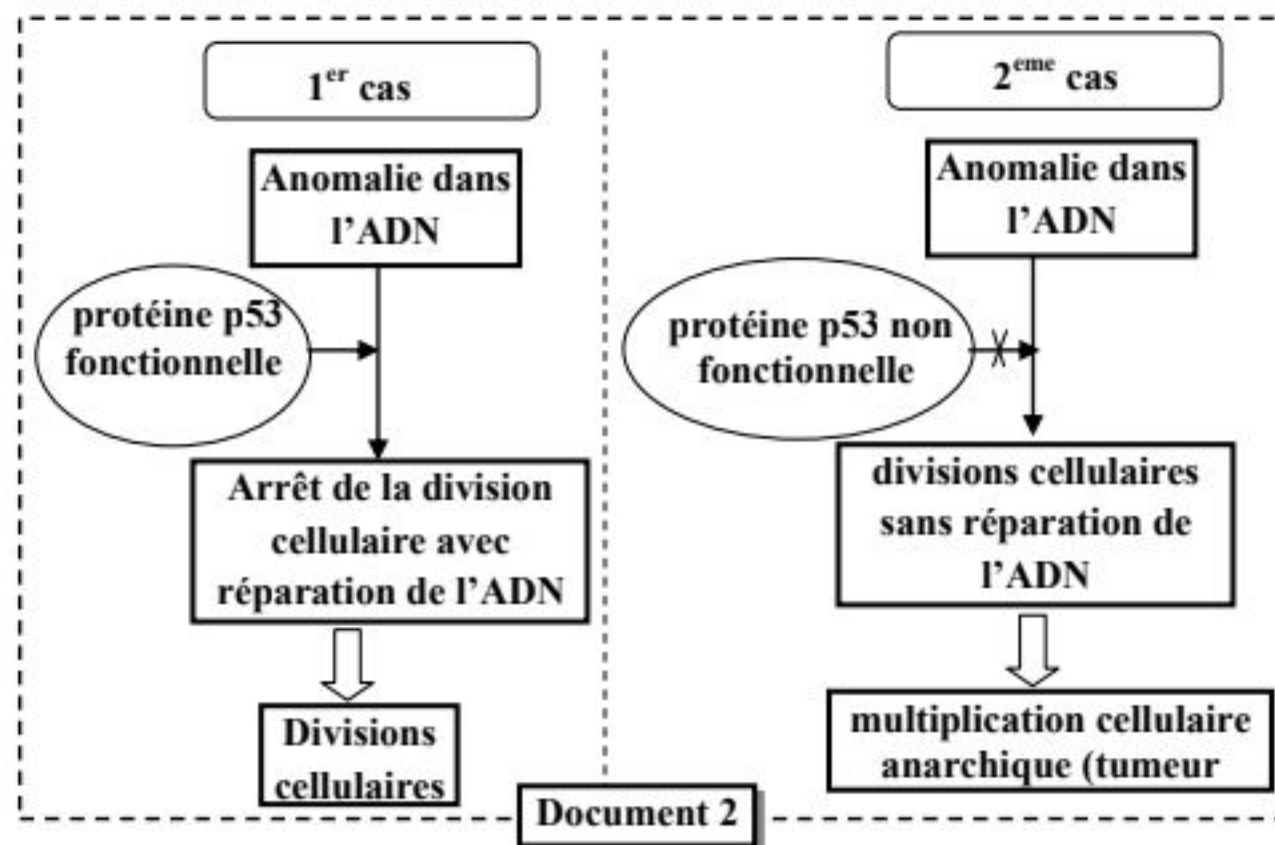 1er cas
Anomalie dans
l’ADN
protéine p53
fonctionnelle
Arrêt de la division
cellulaire avec
réparation de l’ADN
Divisions
cellulaires
2eme cas
Anomalie dans
l’ADN
protéine p53 non
fonctionnelle
divisions cellulaires
sans réparation de
l’ADN
multiplication cellulaire
anarchique (tumeur
Document 2